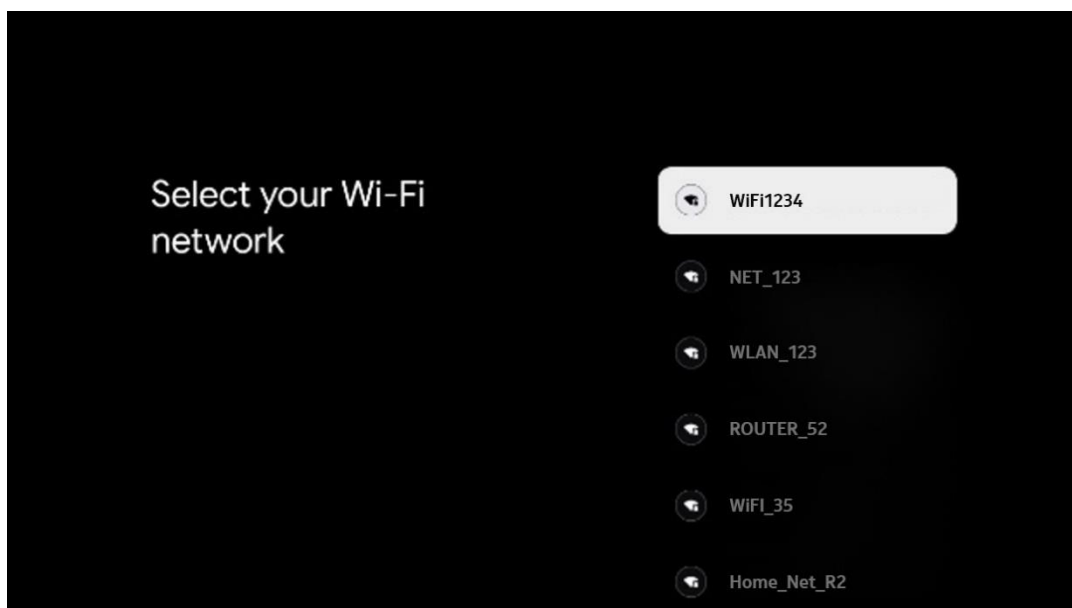 Select your Wi-Fi
network
WiFi1234
NET_123
WLAN_123
ROUTER_52
WiFI_35
Home_Net_R2